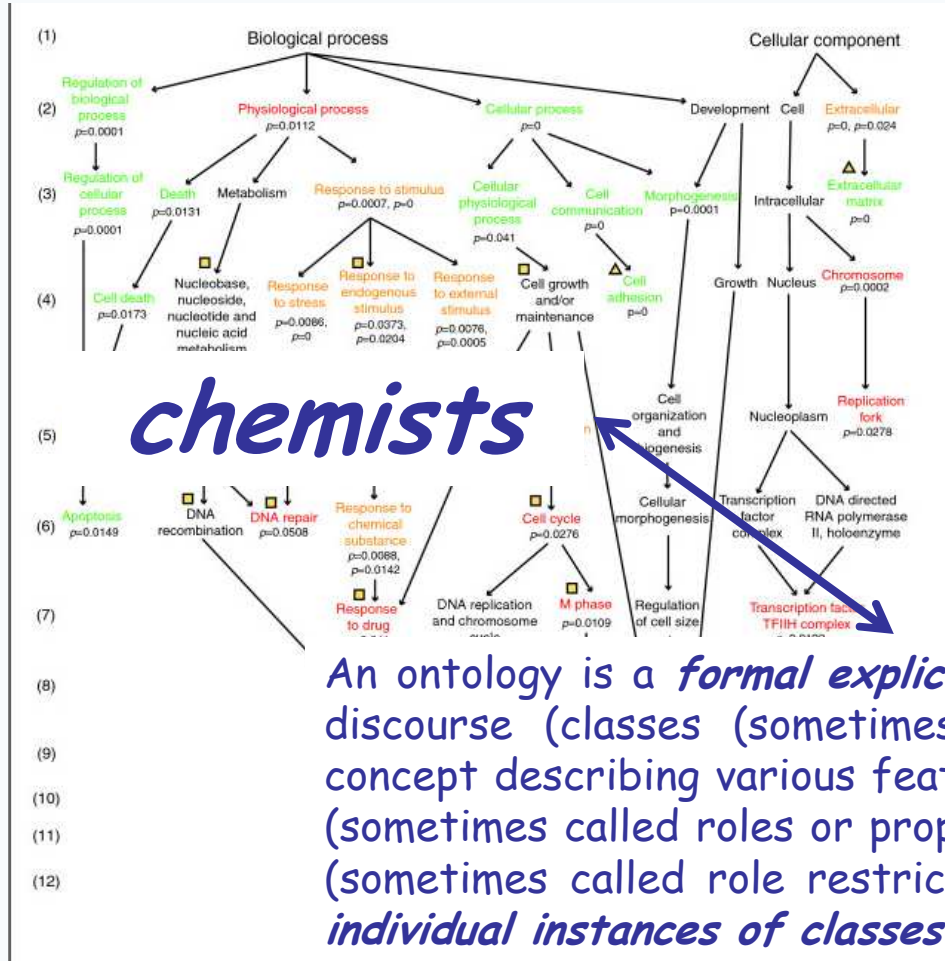 (1)
Biological process
Cellular component
(2)
Regulation of
biological
process
p=0.0001
Physiological process
p=0.0112
Cellular process
p=0
Development
Cell
Extracellular
p=0, p=0.024
(3)
Regulation of
cellular
process
p=0.0001
Death
p=0.0131
Metabolism
Response to stimulus
p=0.0007, p=0
Cellular
physiological
process
p=0.041
Cell
communication
p=0
Morphogenesis
p=0.0001
Intracellular
Extracellular
matrix
p=0
(4)
Cell death
p=0.0173
Nucleobase,
nucleoside,
nucleotide and
nucleic acid
metabolism
Response
to stress
p=0.0086,
p=0
Response to
endogenous
stimulus
p=0.0373,
p=0.0204
Response
to external
stimulus
p=0.0076,
p=0.0005
Cell growth
and/or
maintenance
Cell
adhesion
p=0
Growth
Nucleus
Chromosome
p=0.0002
chemists
(5)
n
Cell
organization
and
biogenesis
Nucleoplasm
Replication
fork
p=0.0278
(6)
Apoptosis
p=0.0149
DNA
recombination
DNA repair
p=0.0508
Response to
chemical
substance
p=0.0088,
p=0.0142
Cell cycle
p=0.0276
Cellular
morphogenesis
Transcription
factor
complex
DNA directed
RNA polymerase
II, holoenzyme
(7)
Response
to drug
DNA replication
and chromosome
cycle
M phase
p=0.0109
Regulation
of cell size
Transcription factor
TFIIH complex
(8)
(9)
(10)
(11)
(12)
An ontology is a formal explic
discourse (classes (sometimes
concept describing various feat
(sometimes called roles or prop
(sometimes called role restric
individual instances of classes